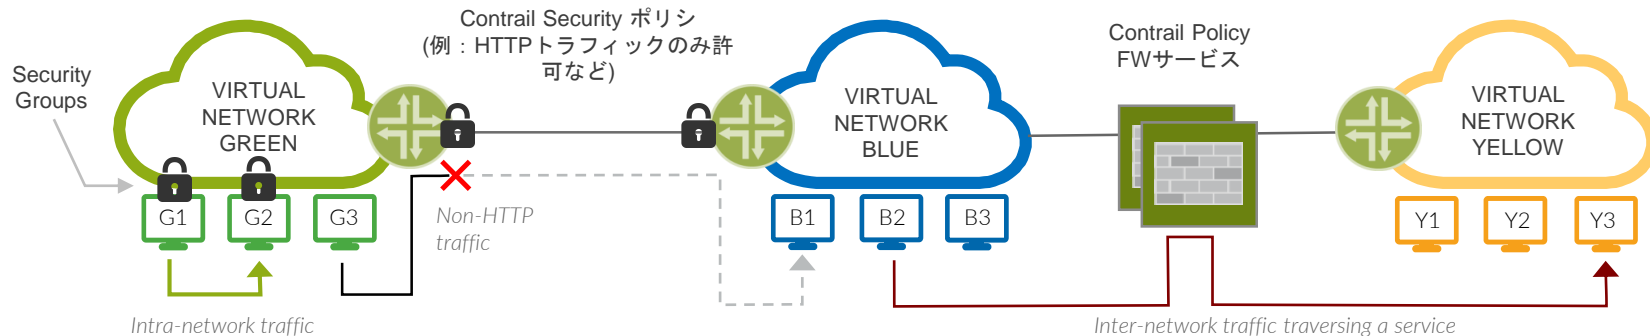 Contrail Security ポリシ
(例：HTTPトラフィックのみ許
可など)
Contrail Policy
FWサービス
Security
Groups
VIRTUAL
NETWORK
GREEN
VIRTUAL
NETWORK
BLUE
VIRTUAL
NETWORK
YELLOW
G1
G2
G3
Non-HTTP
traffic
B1
B2
B3
Y1
Y2
Y3
Intra-network traffic
Inter-network traffic traversing a service